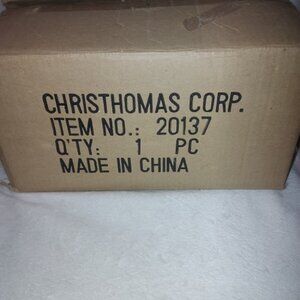 CHRISTHOMAS CORP.
ITEM NO.: 20137
Q'TY: 1 PC
MADE IN CHINA